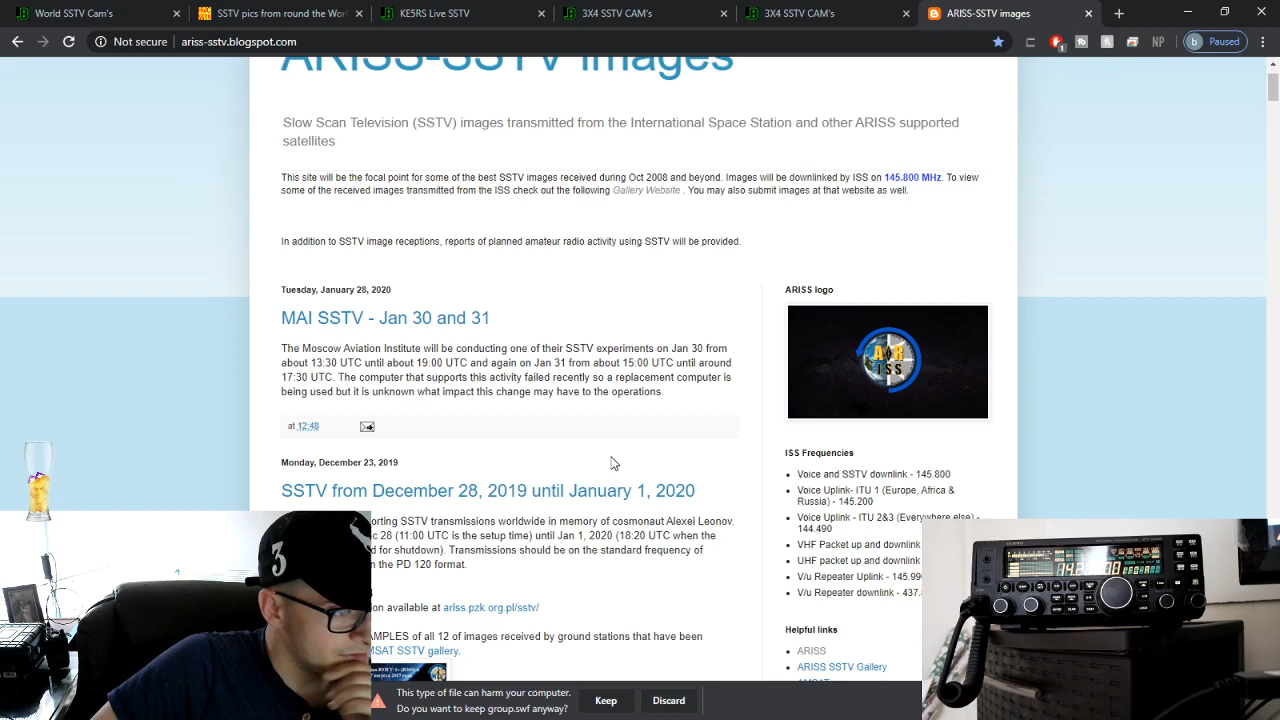 World SSTV Cam's
SSTV pics from round the Wor
KE5RS Live SSTV
3X4 SSTV CAM's
3X4 SSTV CAM's
ARISS-SSTV images
Not secure
ariss-sstv.blogspot.com
NP
b
Paused
ARISS-SSTV images
Slow Scan Television (SSTV) images transmitted from the International Space Station and other ARISS supported
satellites
This site will be the focal point for some of the best SSTV images received during Oct 2008 and beyond. Images will be downlinked by ISS on 145.800 MHz. To view
some of the received images transmitted from the ISS check out the following Gallery Website . You may also submit images at that website as well.
In addition to SSTV image receptions, reports of planned amateur radio activity using SSTV will be provided.
Tuesday, January 28, 2020
MAI SSTV - Jan 30 and 31
The Moscow Aviation Institute will be conducting one of their SSTV experiments on Jan 30 from
about 13:30 UTC until about 19:00 UTC and again on Jan 31 from about 15:00 UTC until around
17:30 UTC. The computer that supports this activity failed recently so a replacement computer is
being used but it is unknown what impact this change may have to the operations.
at 12:48
Monday, December 23, 2019
SSTV from December 28, 2019 until January 1, 2020
orting SSTV transmissions worldwide in memory of cosmonaut Alexei Leonov.
c 28 (11:00 UTC is the setup time) until Jan 1, 2020 (18:20 UTC when the
d for shutdown). Transmissions should be on the standard frequency of
n the PD 120 format.
on available at ariss.pzk.org.pl/sstv/
AMPLES of all 12 of images received by ground stations that have been
MSAT SSTV gallery.
ARISS logo
AR
ISS
ISS Frequencies
Voice and SSTV downlink - 145.800
Voice Uplink- ITU 1 (Europe, Africa &
Russia) - 145.200
Voice Uplink - ITU 2&3 (Everywhere else) -
144.490
VHF Packet up and downlink
UHF packet up and downlink
V/u Repeater Uplink - 145.99
V/u Repeater downlink - 437.
Helpful links
ARISS
ARISS SSTV Gallery
AMSAT
3
This type of file can harm your computer.
Do you want to keep group.swf anyway?
Keep
Discard